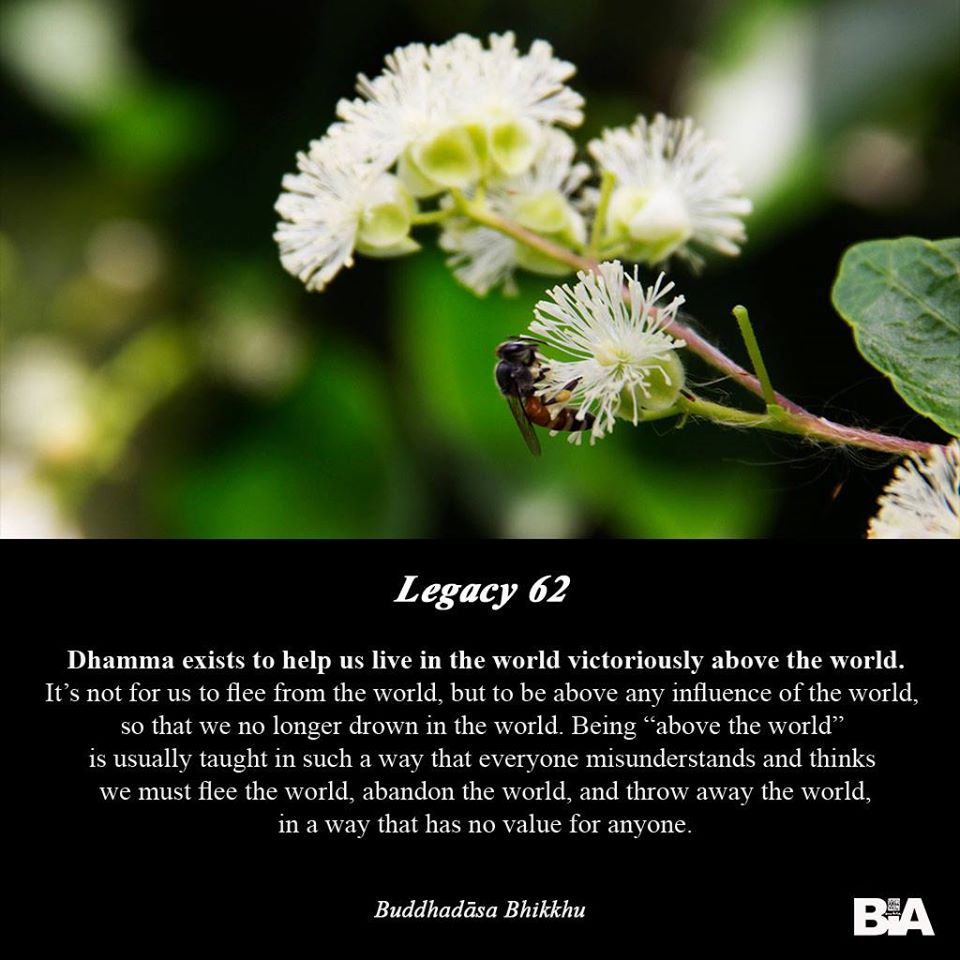 Legacy 62
Dhamma exists to help us live in the world victoriously above the world.
It’s not for us to flee from the world, but to be above any influence of the world,
so that we no longer drown in the world. Being “above the world”
is usually taught in such a way that everyone misunderstands and thinks
we must flee the world, abandon the world, and throw away the world,
in a way that has no value for anyone.
Buddhadāsa Bhikkhu
BIA